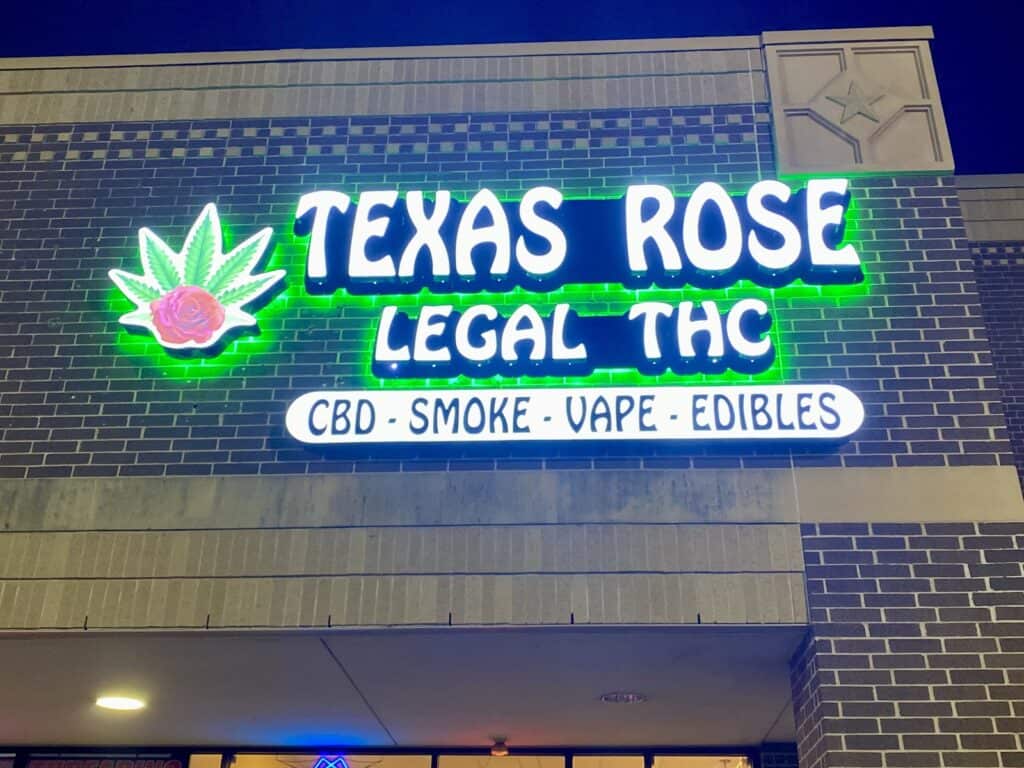 TEXAS ROSE
LEGAL THC
CBD - SMOKE - VAPE - EDIBLES